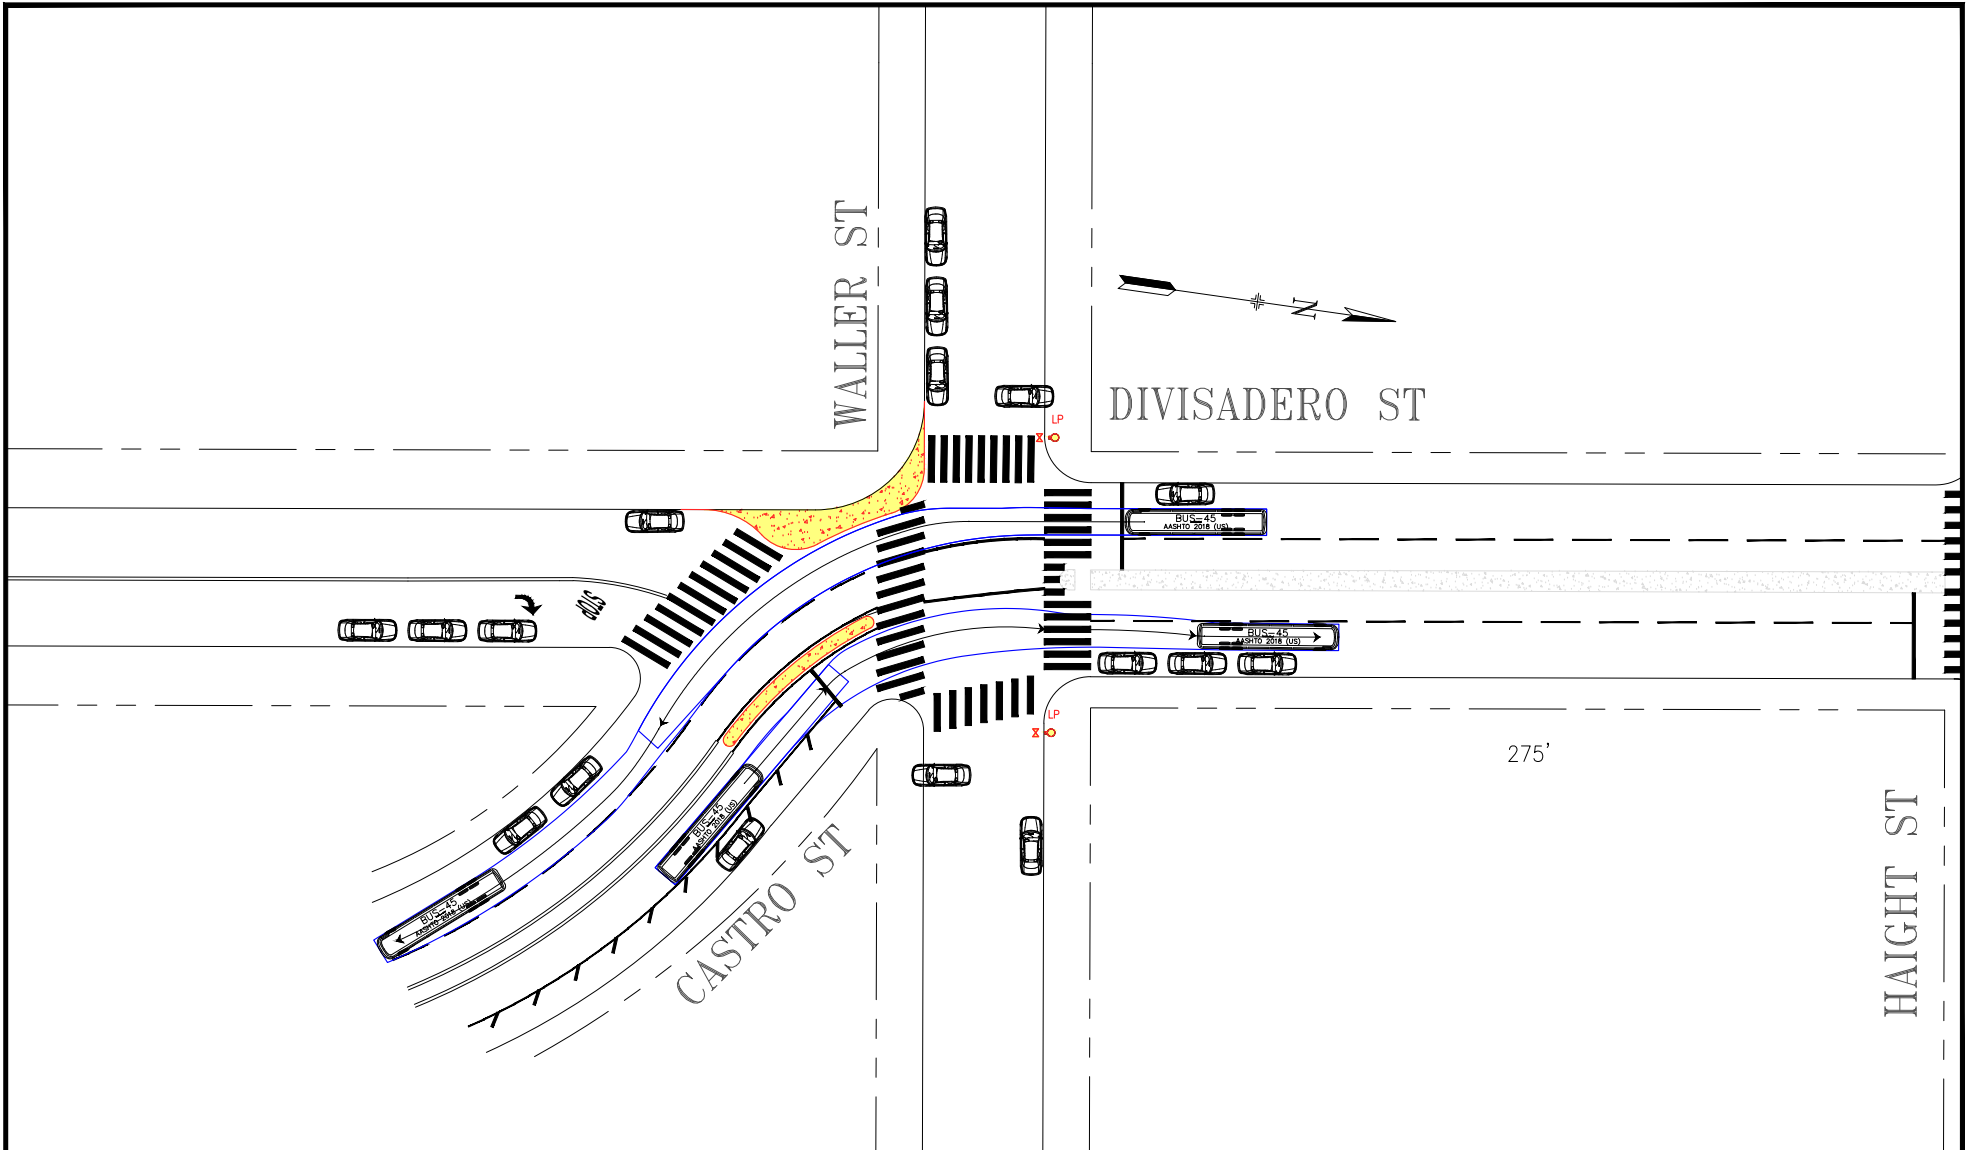 WALLER ST
N
DIVISADERO ST
LP
BUS-45
AASHTO 2018 (US)
STOP
BUS-45
AASHTO 2018 (US)
LP
275'
BUS-45
AASHTO 2018 (US)
CASTRO ST
HAIGHT ST
BUS-45
AASHTO 2018 (US)